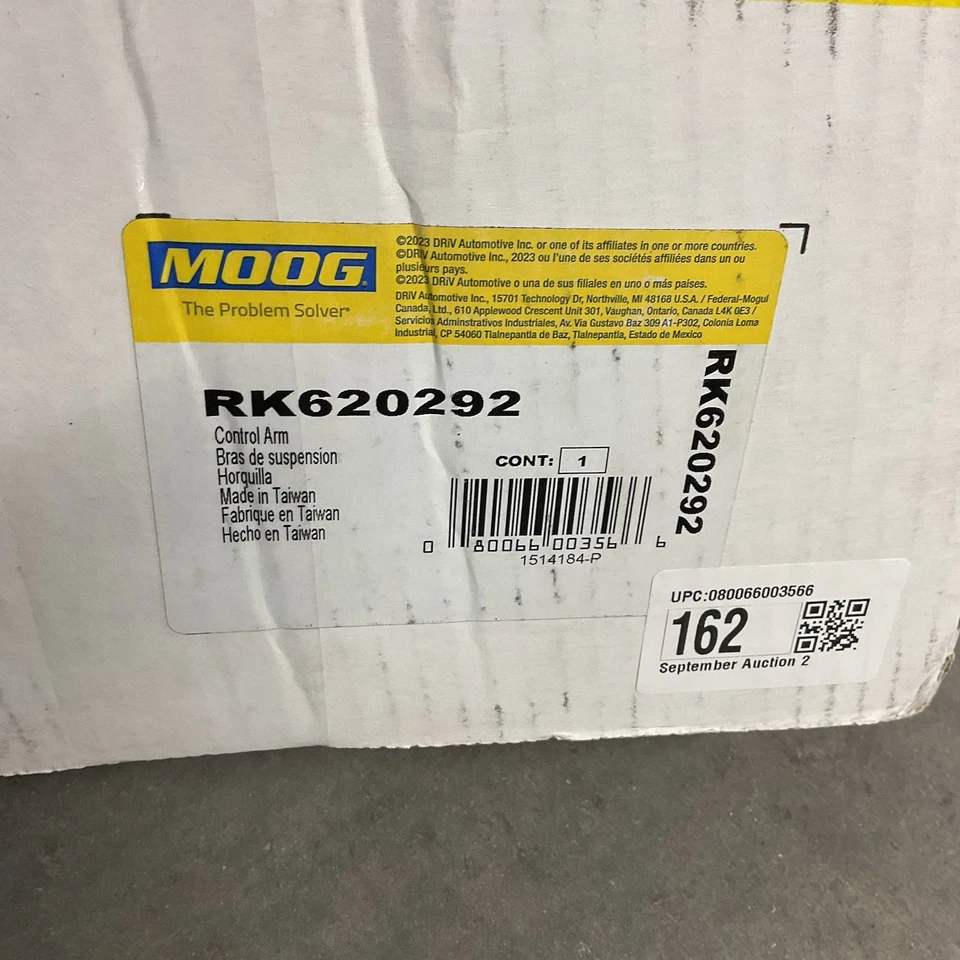 MOOG
The Problem Solver
©2023 DRiV Automotive Inc. or one of its affiliates in one or more countries.
©DRiV Automotive Inc., 2023 ou l'une de ses sociétés affiliées dans un ou
plusieurs pays.
©2023 DRiV Automotive o una de sus filiales en uno o más paises.
DRiV Automotive Inc., 15701 Technology Dr, Northville, MI 48168 U.S.A. / Federal-Mogul
Canada, Ltd., 610 Applewood Crescent Unit 301, Vaughan, Ontario, Canada L4K 0E3 /
Servicios Adminstrativos Industriales, Av. Via Gustavo Baz 309 A1-P302, Colonia Loma
Industrial, CP 54060 Tlalnepantla de Baz, Tlalnepantla, Estado de Mexico
RK620292
RK620292
Control Arm
Bras de suspension
Horquilla
Made in Taiwan
Fabrique en Taiwan
Hecho en Taiwan
CONT: 1
0 80066 00356 6
1514184-P
UPC:080066003566
162
September Auction 2